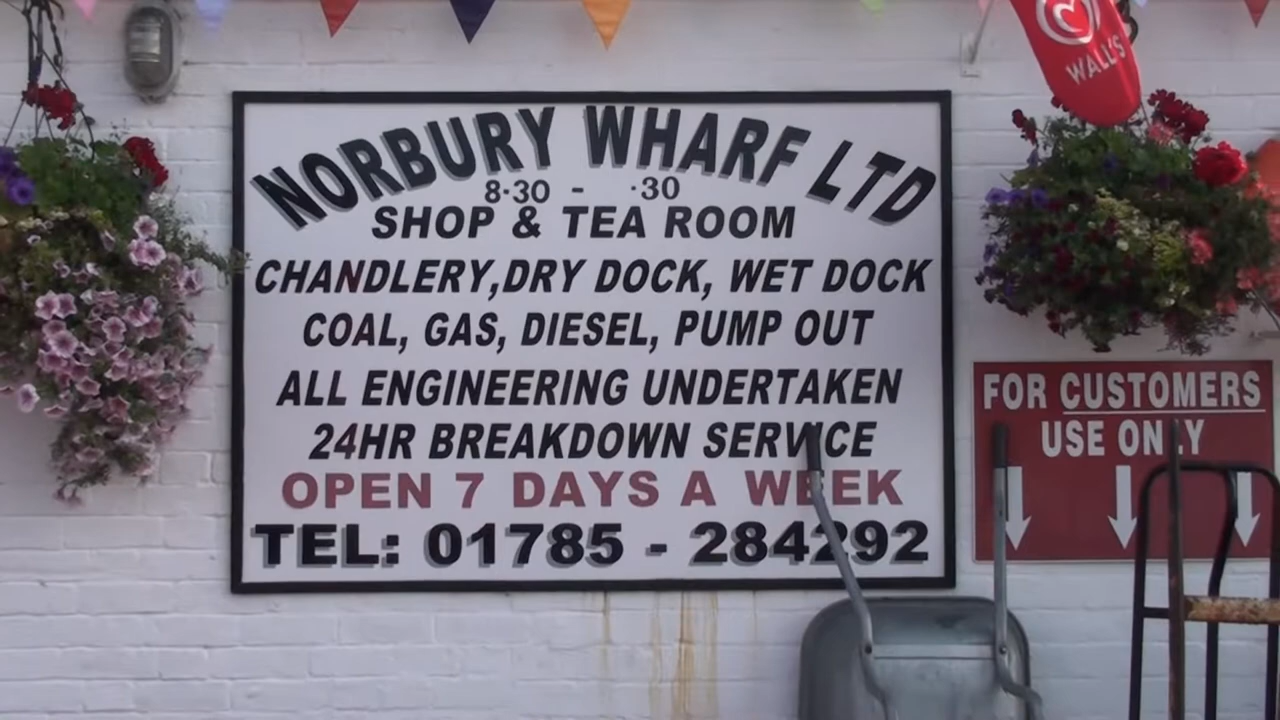 NORBURY WHARF LTD
8·30 - ·30
SHOP & TEA ROOM
CHANDLERY, DRY DOCK, WET DOCK
COAL, GAS, DIESEL, PUMP OUT
ALL ENGINEERING UNDERTAKEN
24HR BREAKDOWN SERVICE
OPEN 7 DAYS A WEEK
TEL: 01785 - 284292
WALL'S
FOR CUSTOMERS
USE ONLY